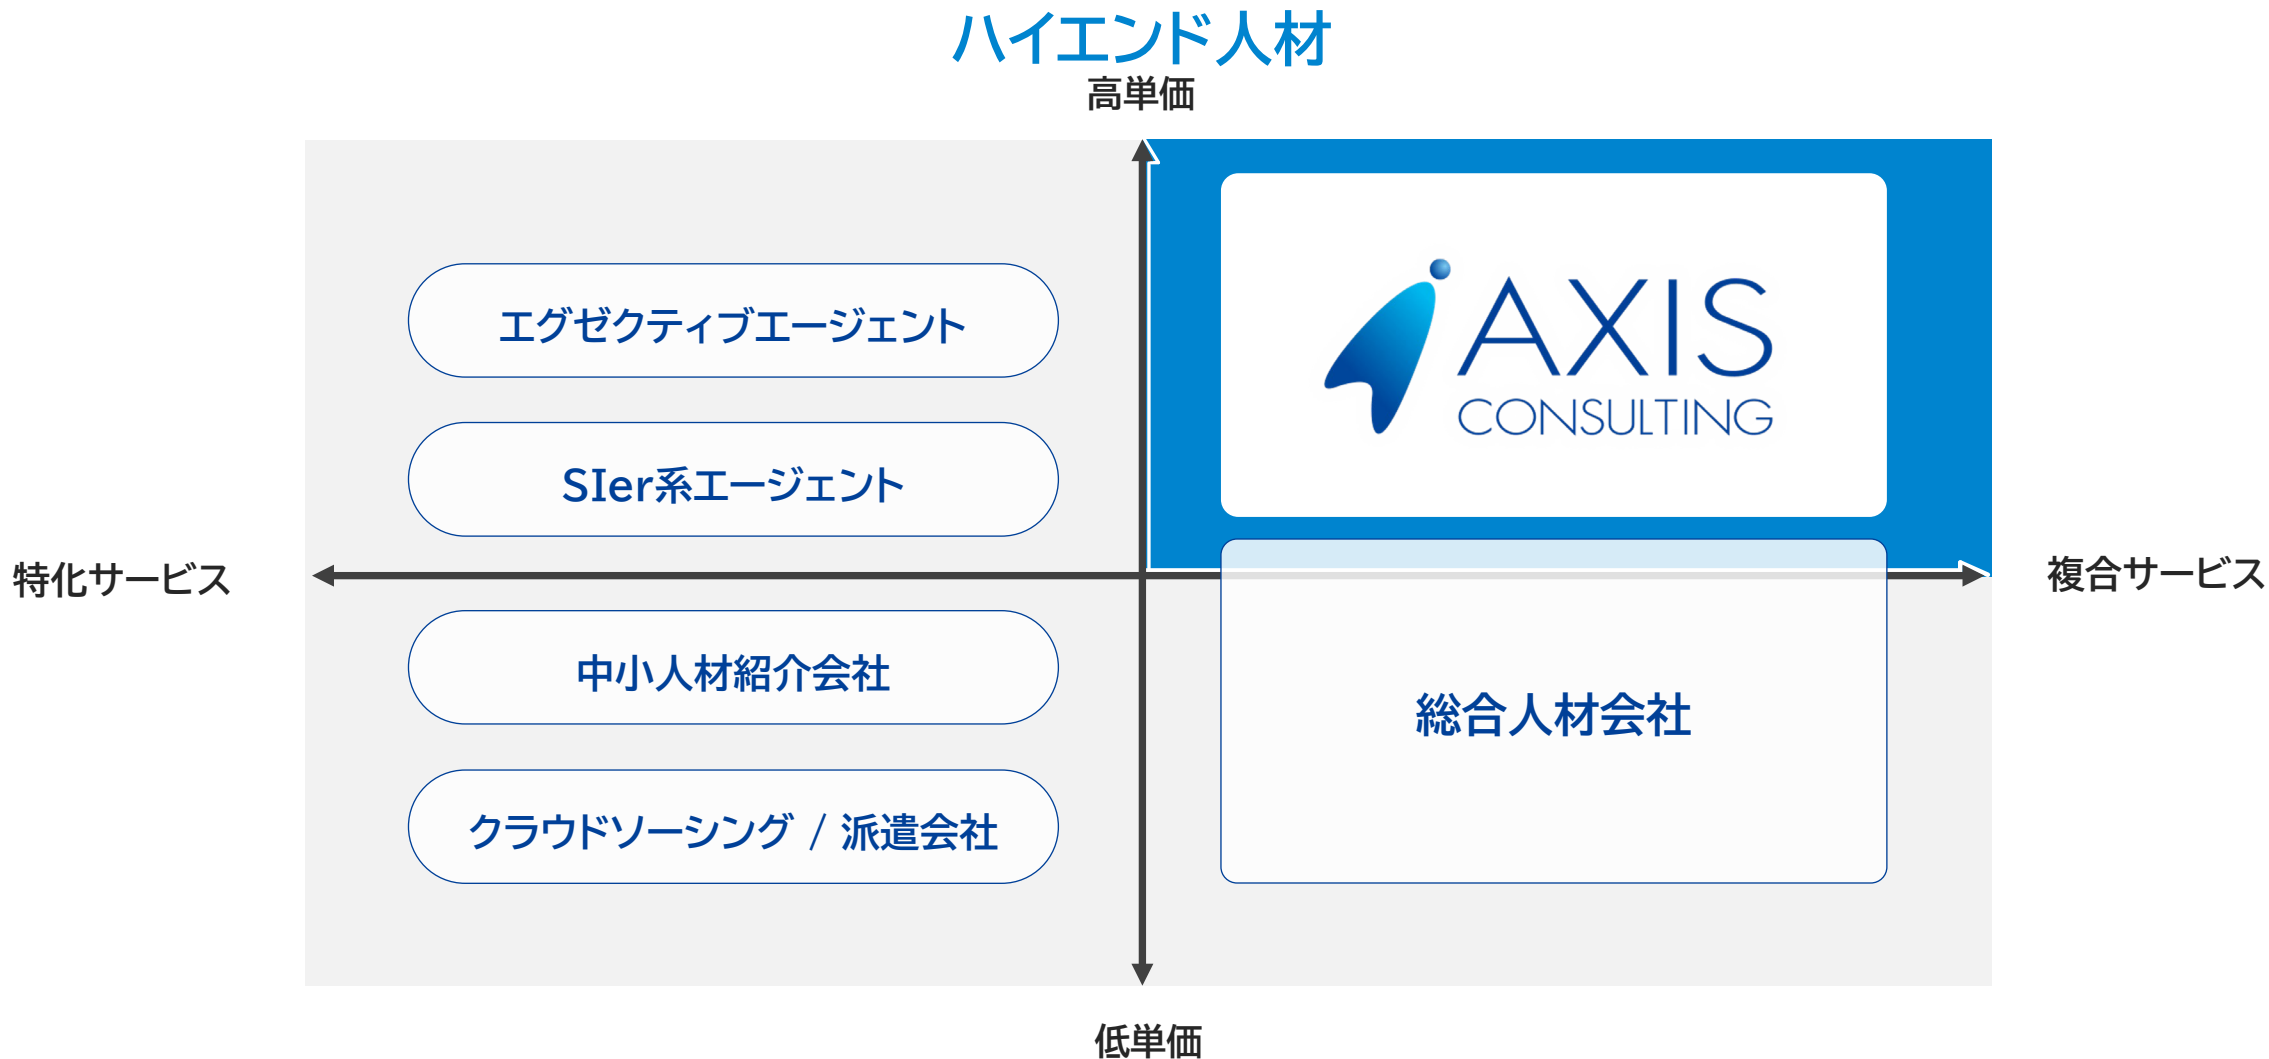 ハイエンド人材
高単価
エグゼクティブエージェント
AXIS
CONSULTING
SIer系エージェント
特化サービス
複合サービス
中小人材紹介会社
総合人材会社
クラウドソーシング / 派遣会社
低単価